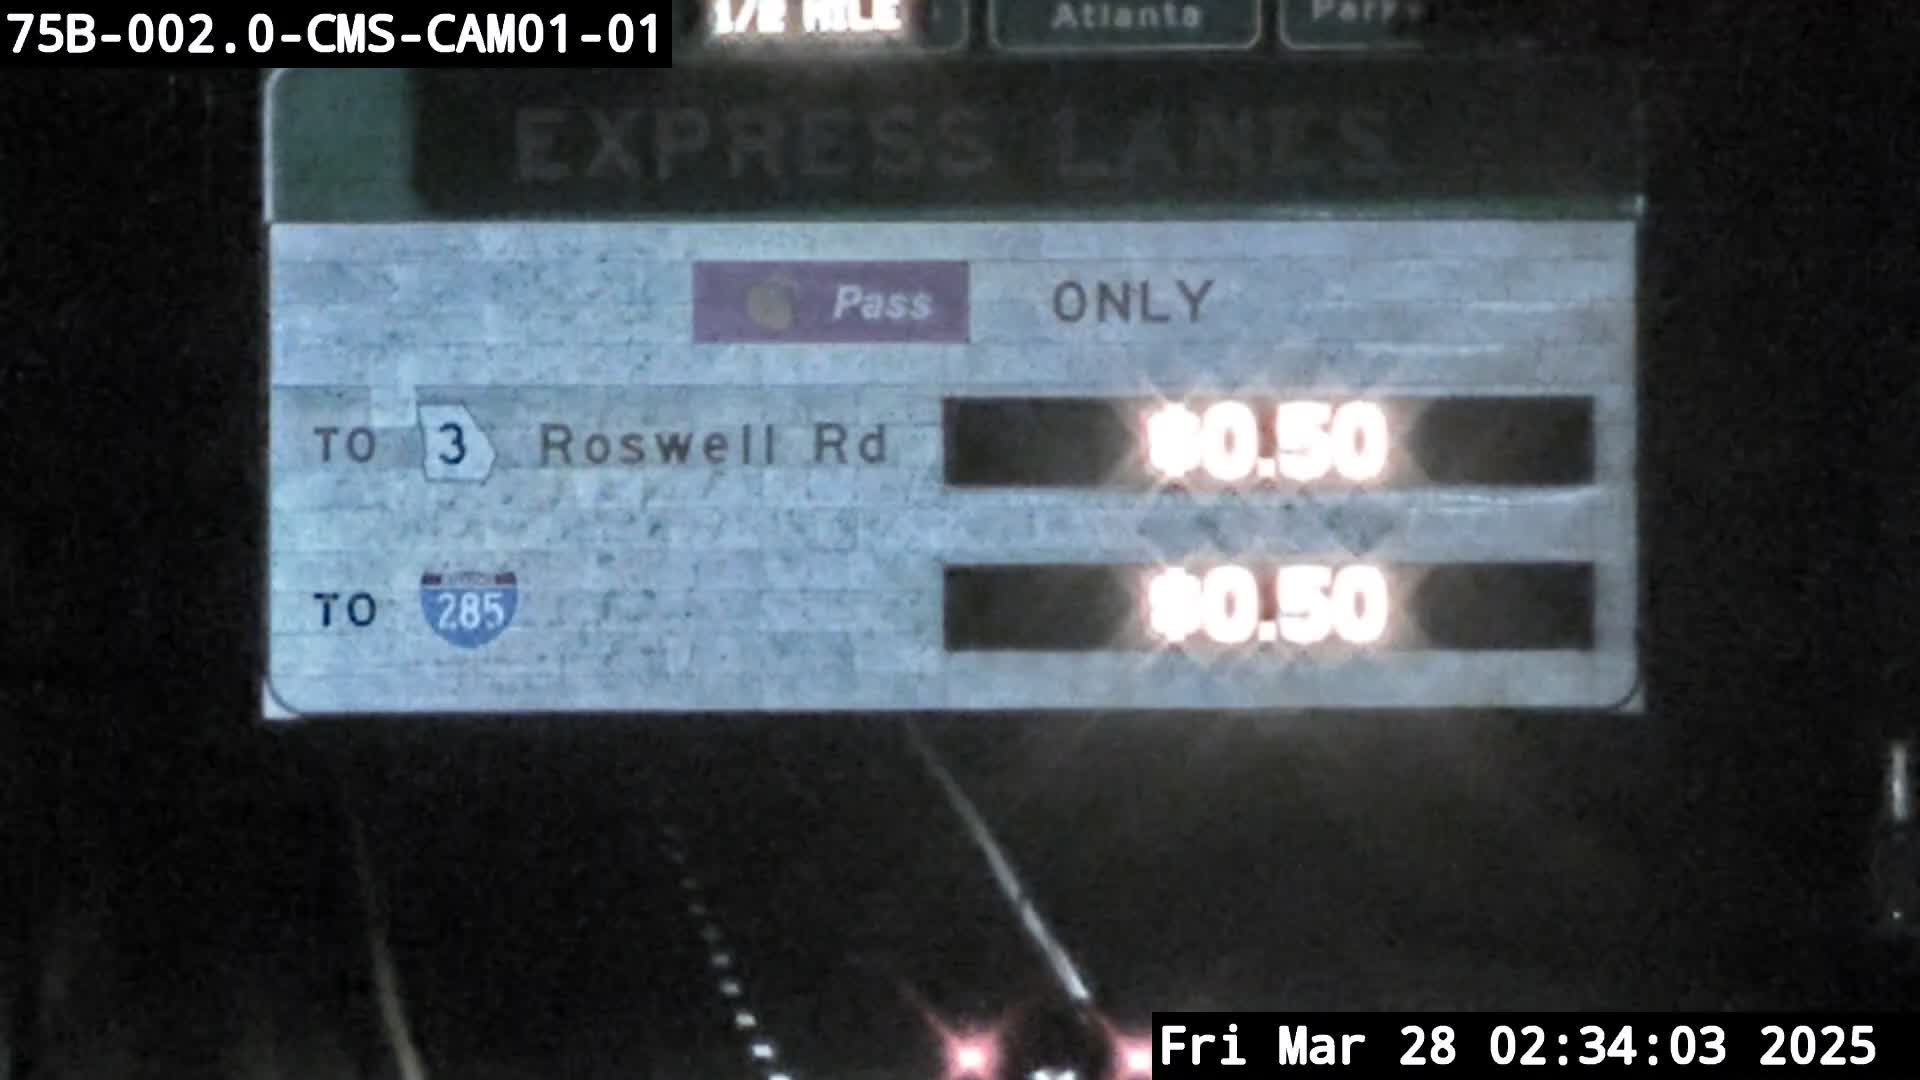 75B-002.0-CMS-CAM01-01
1/2 MILE
Atlanta
EXPRESS LANES
Pass ONLY
TO 3 Roswell Rd $0.50
TO 285 $0.50
Fri Mar 28 02:34:03 2025